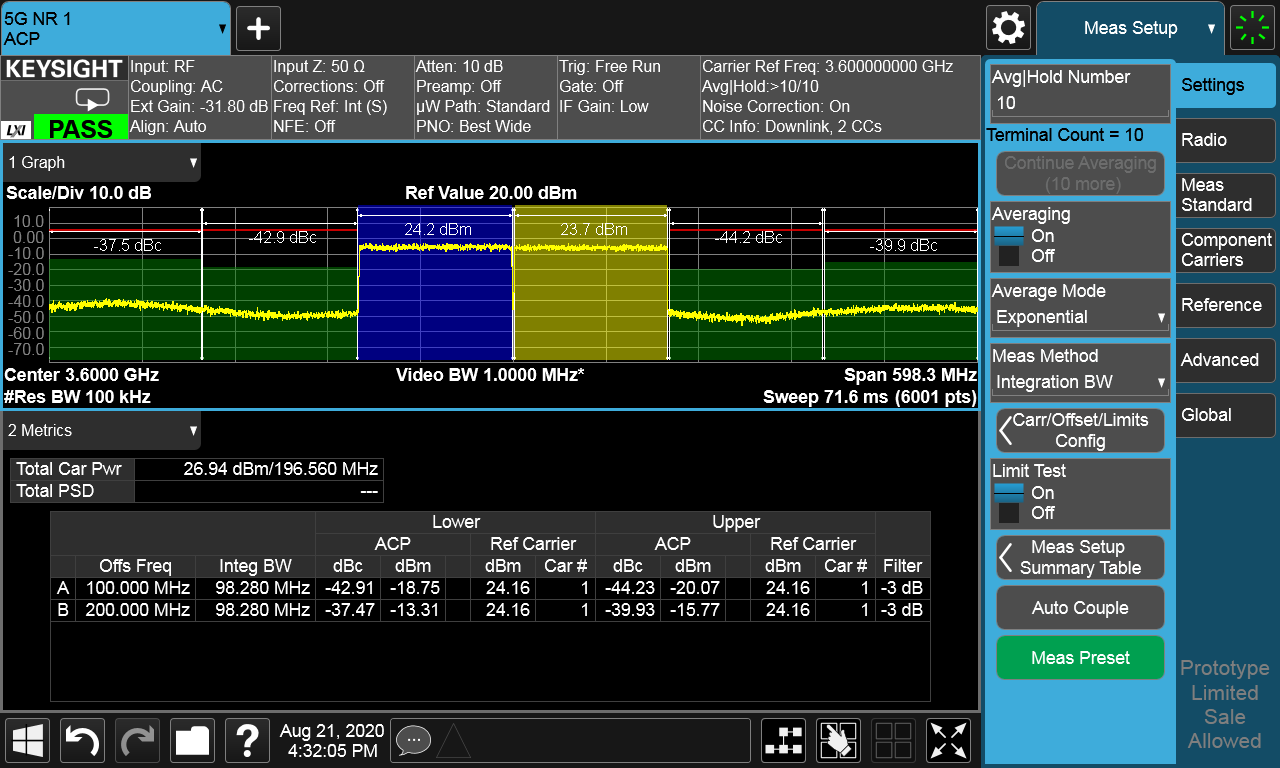 5G NR 1
ACP
Meas Setup
KEYSIGHT
LXI
PASS
Input: RF
Coupling: AC
Ext Gain: -31.80 dB
Align: Auto
Input Z: 50 Ω
Corrections: Off
Freq Ref: Int (S)
NFE: Off
Atten: 10 dB
Preamp: Off
µW Path: Standard
PNO: Best Wide
Trig: Free Run
Gate: Off
IF Gain: Low
Carrier Ref Freq: 3.600000000 GHz
Avg|Hold:>10/10
Noise Correction: On
CC Info: Downlink, 2 CCs
1 Graph
Scale/Div 10.0 dB
Ref Value 20.00 dBm
10.0
0.00
-10.0
-20.0
-30.0
-40.0
-50.0
-60.0
-70.0
-37.5 dBc
-42.9 dBc
24.2 dBm
23.7 dBm
-44.2 dBc
-39.9 dBc
Center 3.6000 GHz
Video BW 1.0000 MHz*
Span 598.3 MHz
#Res BW 100 kHz
Sweep 71.6 ms (6001 pts)
2 Metrics
Total Car Pwr 26.94 dBm/196.560 MHz
Total PSD ---
Lower Upper
ACP Ref Carrier ACP Ref Carrier
Offs Freq Integ BW dBc dBm dBm Car # dBc dBm dBm Car # Filter
A 100.000 MHz 98.280 MHz -42.91 -18.75 24.16 1 -44.23 -20.07 24.16 1 -3 dB
B 200.000 MHz 98.280 MHz -37.47 -13.31 24.16 1 -39.93 -15.77 24.16 1 -3 dB
Avg|Hold Number
10
Terminal Count = 10
Continue Averaging
(10 more)
Averaging
On
Off
Average Mode
Exponential
Meas Method
Integration BW
Carr/Offset/Limits
Config
Limit Test
On
Off
Meas Setup
Summary Table
Auto Couple
Meas Preset
Settings
Radio
Meas
Standard
Component
Carriers
Reference
Advanced
Global
Prototype
Limited
Sale
Allowed
?
Aug 21, 2020
4:32:05 PM